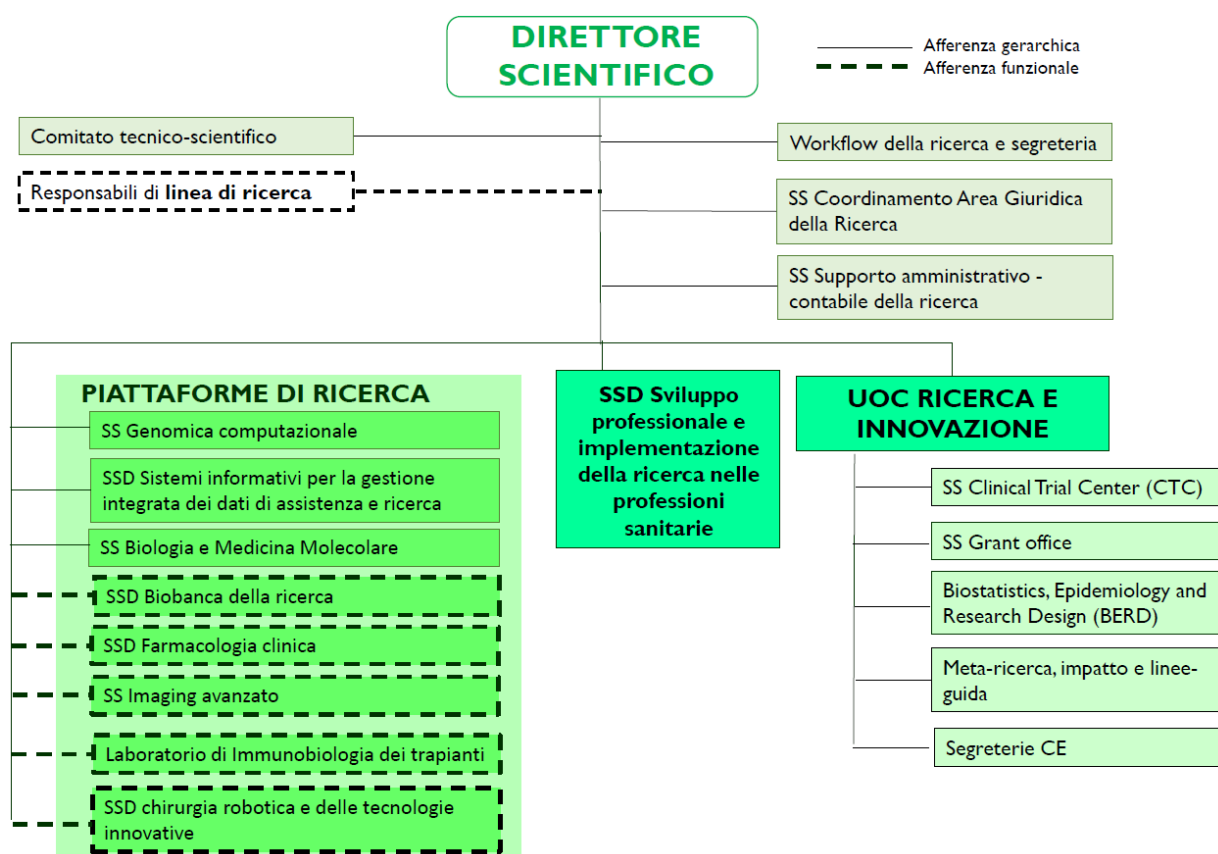 DIRETTORE
SCIENTIFICO
Afferenza gerarchica
Afferenza funzionale
Comitato tecnico-scientifico
Responsabili di linea di ricerca
Workflow della ricerca e segreteria
SS Coordinamento Area Giuridica
della Ricerca
SS Supporto amministrativo -
contabile della ricerca
PIATTAFORME DI RICERCA
SS Genomica computazionale
SSD Sistemi informativi per la gestione
integrata dei dati di assistenza e ricerca
SS Biologia e Medicina Molecolare
SSD Biobanca della ricerca
SSD Farmacologia clinica
SS Imaging avanzato
Laboratorio di Immunobiologia dei trapianti
SSD chirurgia robotica e delle tecnologie
innovative
SSD Sviluppo
professionale e
implementazione
della ricerca nelle
professioni
sanitarie
UOC RICERCA E
INNOVAZIONE
SS Clinical Trial Center (CTC)
SS Grant office
Biostatistics, Epidemiology and
Research Design (BERD)
Meta-ricerca, impatto e linee-
guida
Segreterie CE